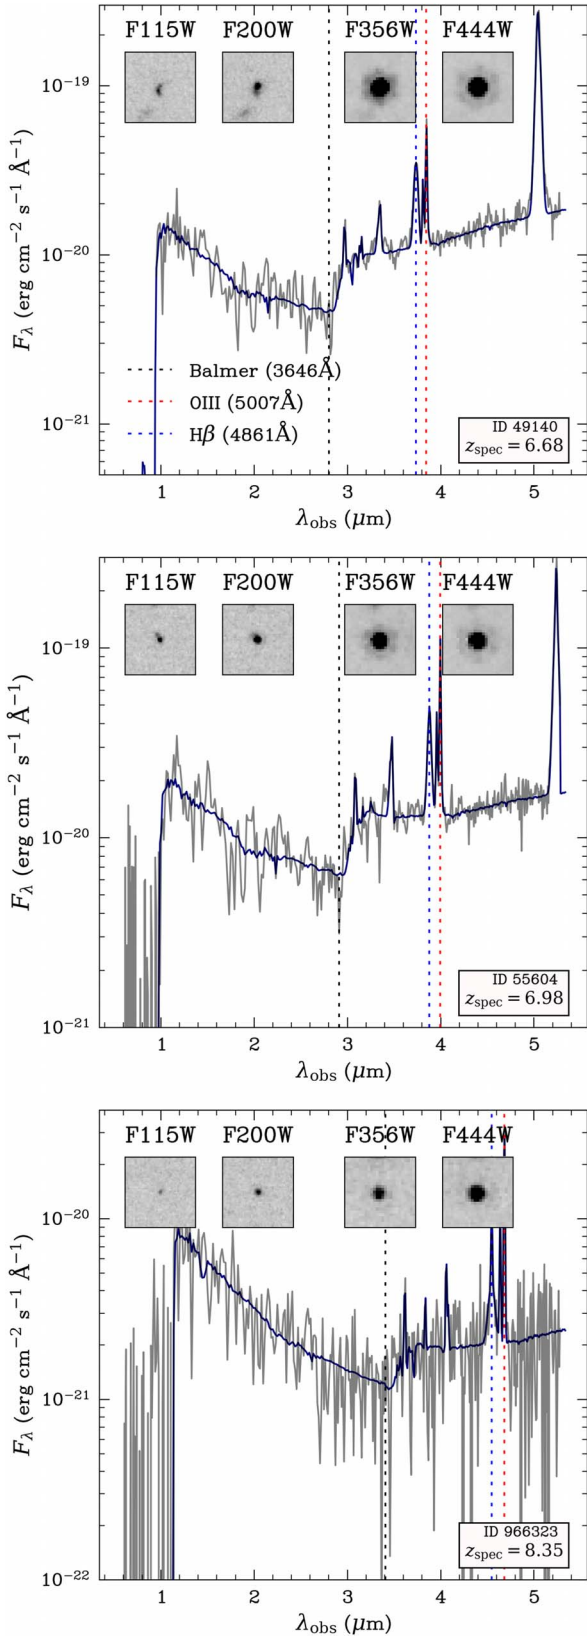 F115W F200W F356W F444W
10⁻¹⁹
10⁻²⁰
10⁻²¹
F_λ (erg cm⁻² s⁻¹ Å⁻¹)
Balmer (3646Å)
OIII (5007Å)
Hβ (4861Å)
ID 49140
z_spec = 6.68
1 2 3 4 5
λ_obs (μm)
F115W F200W F356W F444W
10⁻¹⁹
10⁻²⁰
10⁻²¹
F_λ (erg cm⁻² s⁻¹ Å⁻¹)
ID 55604
z_spec = 6.98
1 2 3 4 5
λ_obs (μm)
F115W F200W F356W F444W
10⁻²⁰
10⁻²¹
10⁻²²
F_λ (erg cm⁻² s⁻¹ Å⁻¹)
ID 966323
z_spec = 8.35
1 2 3 4 5
λ_obs (μm)